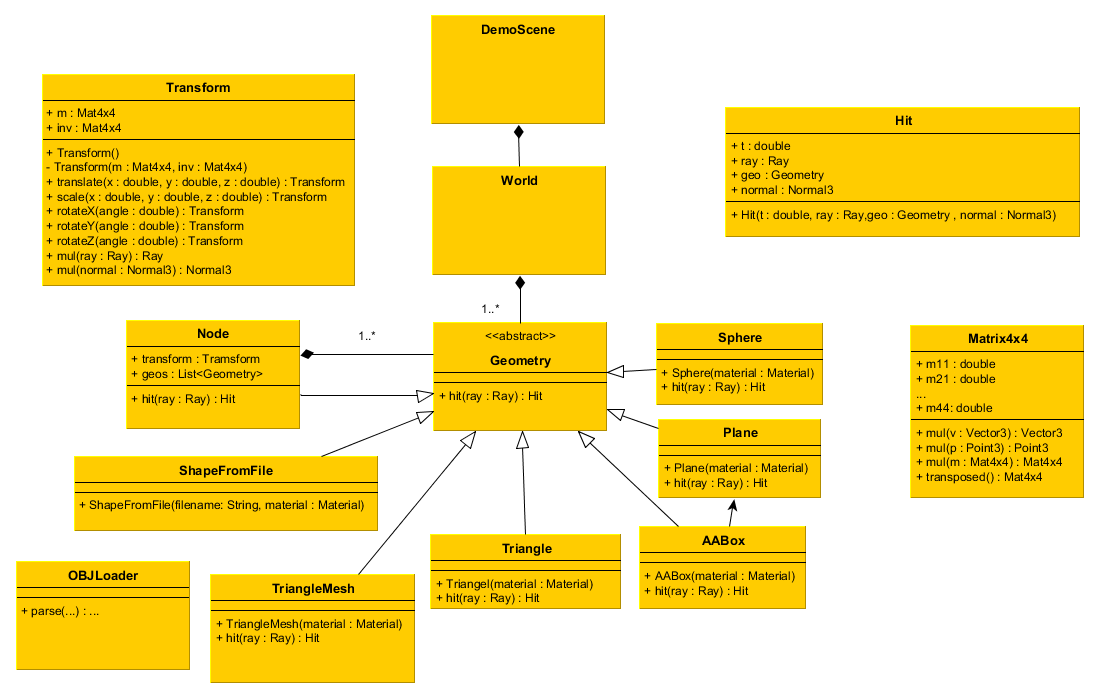 DemoScene
Transform
+ m : Mat4x4
+ inv : Mat4x4
+ Transform()
- Transform(m : Mat4x4, inv : Mat4x4)
+ translate(x : double, y : double, z : double) : Transform
+ scale(x : double, y : double, z : double) : Transform
+ rotateX(angle : double) : Transform
+ rotateY(angle : double) : Transform
+ rotateZ(angle : double) : Transform
+ mul(ray : Ray) : Ray
+ mul(normal : Normal3) : Normal3
Hit
+ t : double
+ ray : Ray
+ geo : Geometry
+ normal : Normal3
+ Hit(t : double, ray : Ray,geo : Geometry , normal : Normal3)
World
1..*
Node
+ transform : Tramsform
+ geos : List<Geometry>
+ hit(ray : Ray) : Hit
1..*
<<abstract>>
Geometry
+ hit(ray : Ray) : Hit
Sphere
+ Sphere(material : Material)
+ hit(ray : Ray) : Hit
Matrix4x4
+ m11 : double
+ m21 : double
...
+ m44: double
+ mul(v : Vector3) : Vector3
+ mul(p : Point3) : Point3
+ mul(m : Mat4x4) : Mat4x4
+ transposed() : Mat4x4
Plane
+ Plane(material : Material)
+ hit(ray : Ray) : Hit
ShapeFromFile
+ ShapeFromFile(filename: String, material : Material)
OBJLoader
+ parse(...) : ...
TriangleMesh
+ TriangleMesh(material : Material)
+ hit(ray : Ray) : Hit
Triangle
+ Triangel(material : Material)
+ hit(ray : Ray) : Hit
AABox
+ AABox(material : Material)
+ hit(ray : Ray) : Hit